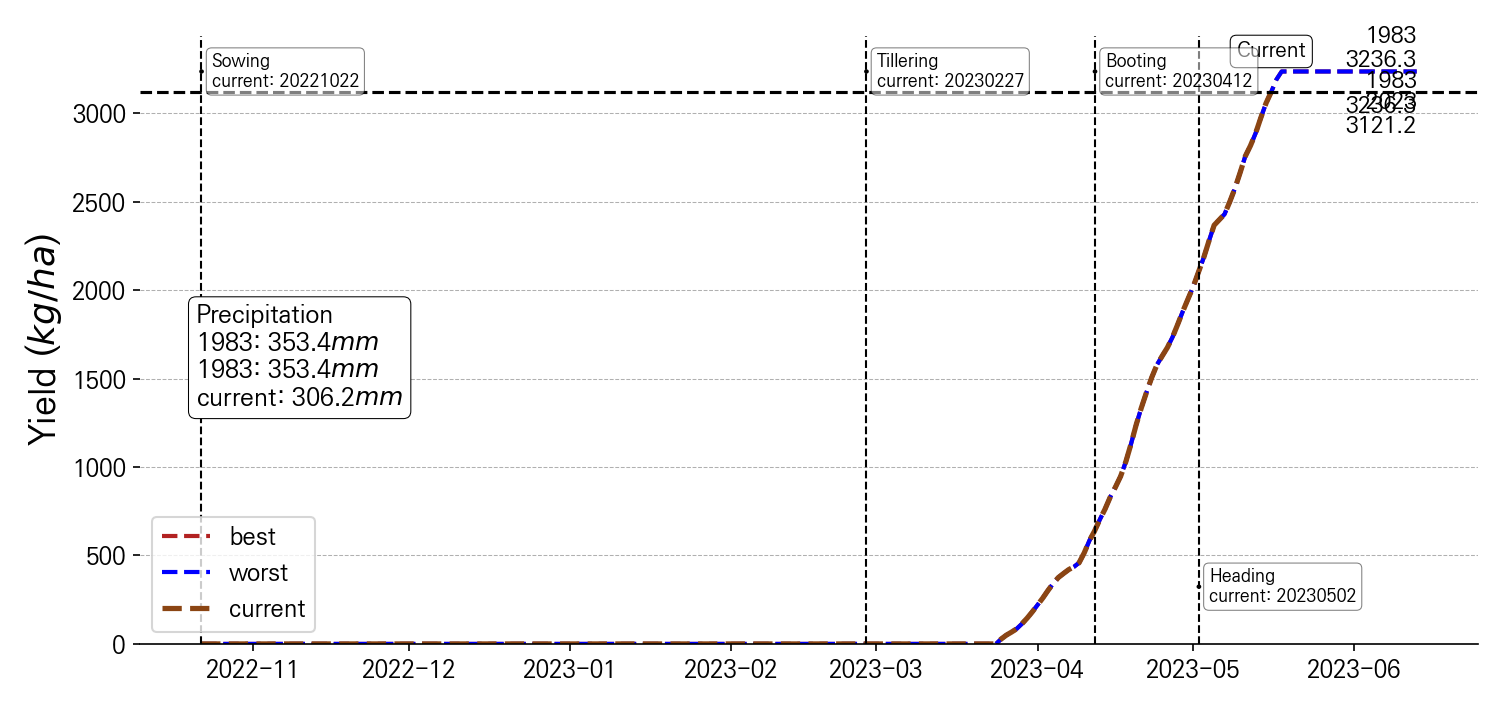 1983
3236.3
1983
3236.3
2023
3121.2
Current
Sowing
current: 20221022
Tillering
current: 20230227
Booting
current: 20230412
Heading
current: 20230502
Yield (kg/ha)
3000
2500
2000
1500
1000
500
0
Precipitation
1983: 353.4mm
1983: 353.4mm
current: 306.2mm
best
worst
current
2022-11
2022-12
2023-01
2023-02
2023-03
2023-04
2023-05
2023-06